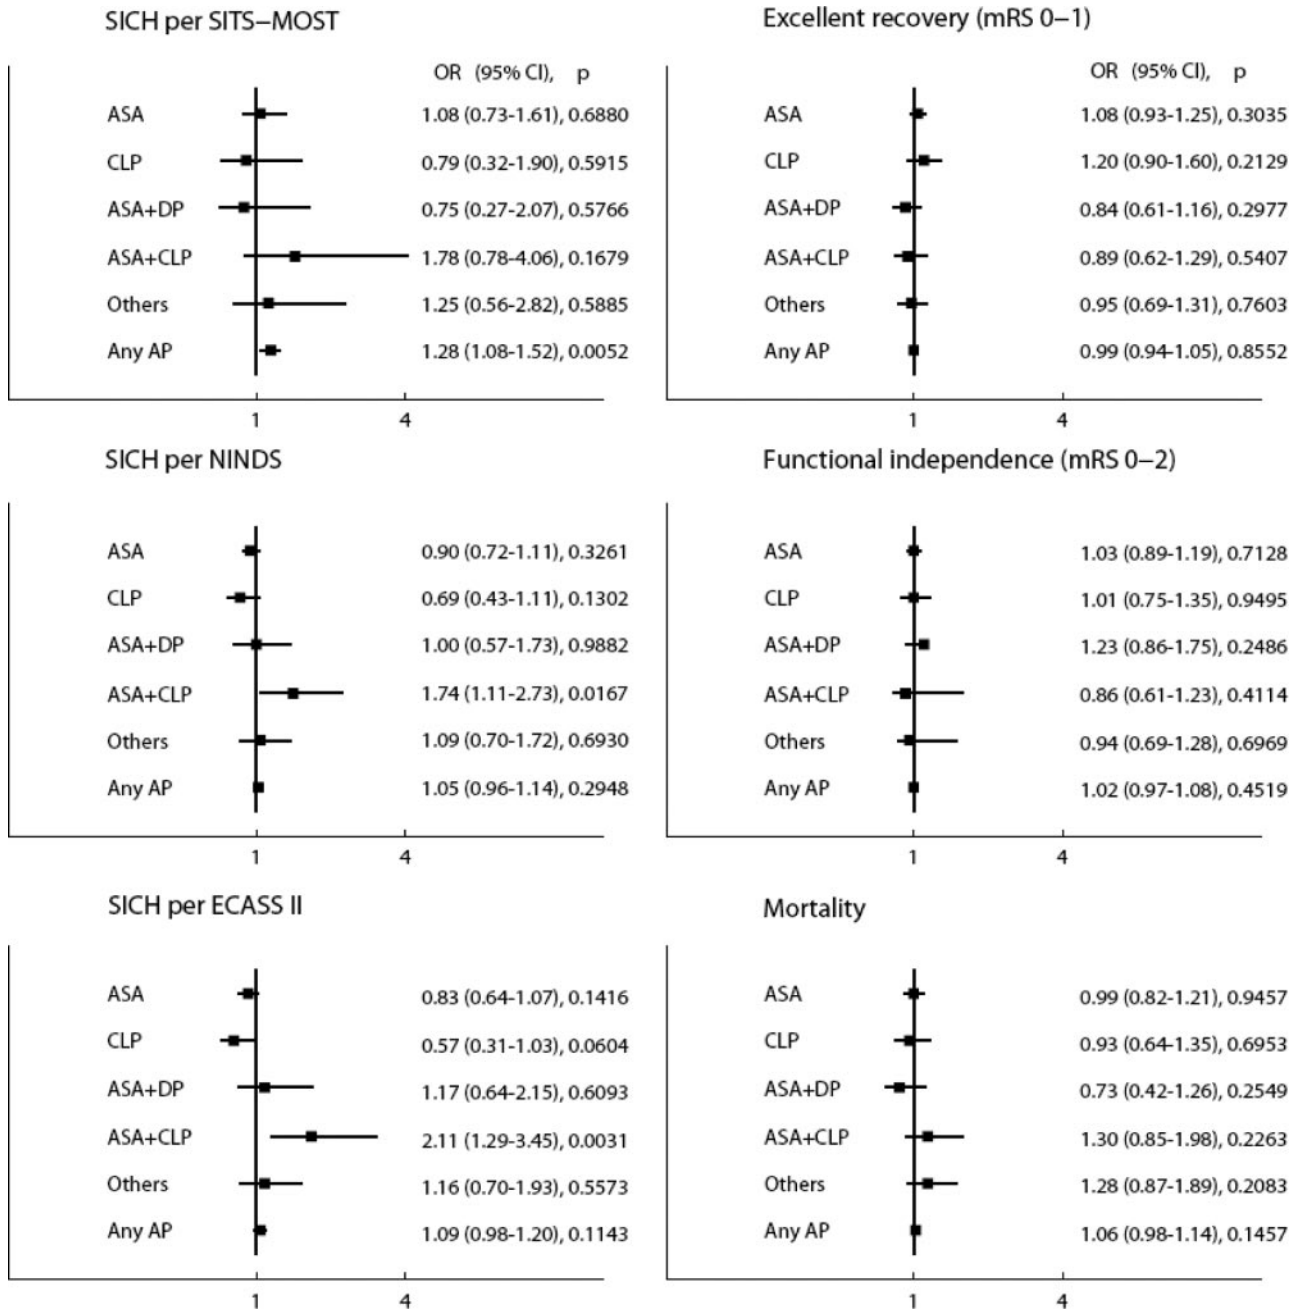 SICH per SITS−MOST
OR (95% CI), p
ASA 1.08 (0.73-1.61), 0.6880
CLP 0.79 (0.32-1.90), 0.5915
ASA+DP 0.75 (0.27-2.07), 0.5766
ASA+CLP 1.78 (0.78-4.06), 0.1679
Others 1.25 (0.56-2.82), 0.5885
Any AP 1.28 (1.08-1.52), 0.0052
1 4
Excellent recovery (mRS 0−1)
OR (95% CI), p
ASA 1.08 (0.93-1.25), 0.3035
CLP 1.20 (0.90-1.60), 0.2129
ASA+DP 0.84 (0.61-1.16), 0.2977
ASA+CLP 0.89 (0.62-1.29), 0.5407
Others 0.95 (0.69-1.31), 0.7603
Any AP 0.99 (0.94-1.05), 0.8552
1 4
SICH per NINDS
ASA 0.90 (0.72-1.11), 0.3261
CLP 0.69 (0.43-1.11), 0.1302
ASA+DP 1.00 (0.57-1.73), 0.9882
ASA+CLP 1.74 (1.11-2.73), 0.0167
Others 1.09 (0.70-1.72), 0.6930
Any AP 1.05 (0.96-1.14), 0.2948
1 4
Functional independence (mRS 0−2)
ASA 1.03 (0.89-1.19), 0.7128
CLP 1.01 (0.75-1.35), 0.9495
ASA+DP 1.23 (0.86-1.75), 0.2486
ASA+CLP 0.86 (0.61-1.23), 0.4114
Others 0.94 (0.69-1.28), 0.6969
Any AP 1.02 (0.97-1.08), 0.4519
1 4
SICH per ECASS II
ASA 0.83 (0.64-1.07), 0.1416
CLP 0.57 (0.31-1.03), 0.0604
ASA+DP 1.17 (0.64-2.15), 0.6093
ASA+CLP 2.11 (1.29-3.45), 0.0031
Others 1.16 (0.70-1.93), 0.5573
Any AP 1.09 (0.98-1.20), 0.1143
1 4
Mortality
ASA 0.99 (0.82-1.21), 0.9457
CLP 0.93 (0.64-1.35), 0.6953
ASA+DP 0.73 (0.42-1.26), 0.2549
ASA+CLP 1.30 (0.85-1.98), 0.2263
Others 1.28 (0.87-1.89), 0.2083
Any AP 1.06 (0.98-1.14), 0.1457
1 4